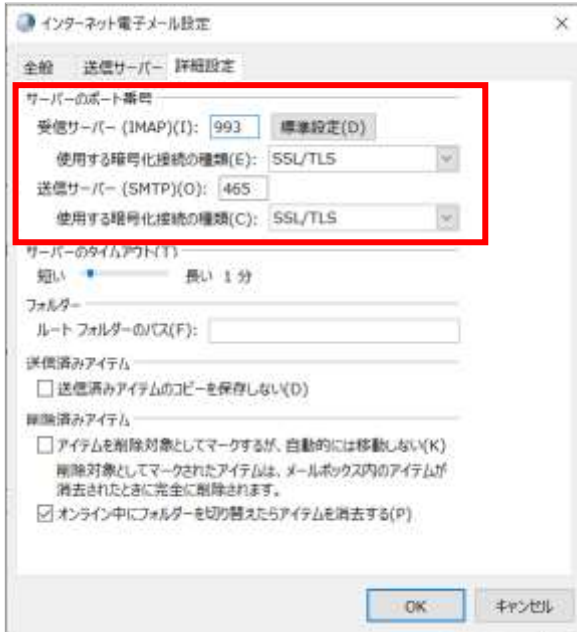 インターネット電子メール設定
全般 送信サーバー 詳細設定
サーバーのポート番号
受信サーバー (IMAP)(I): 993 標準設定(D)
使用する暗号化接続の種類(E): SSL/TLS
送信サーバー (SMTP)(O): 465
使用する暗号化接続の種類(C): SSL/TLS
サーバーのタイムアウト(T)
短い 長い 1 分
フォルダー
ルート フォルダーのパス(F):
送信済みアイテム
送信済みアイテムのコピーを保存しない(D)
削除済みアイテム
アイテムを削除対象としてマークするが、自動的には移動しない(K)
削除対象としてマークされたアイテムは、メールボックス内のアイテムが
消去されたときに完全に削除されます。
オンライン中にフォルダーを切り替えたらアイテムを消去する(P)
OK キャンセル